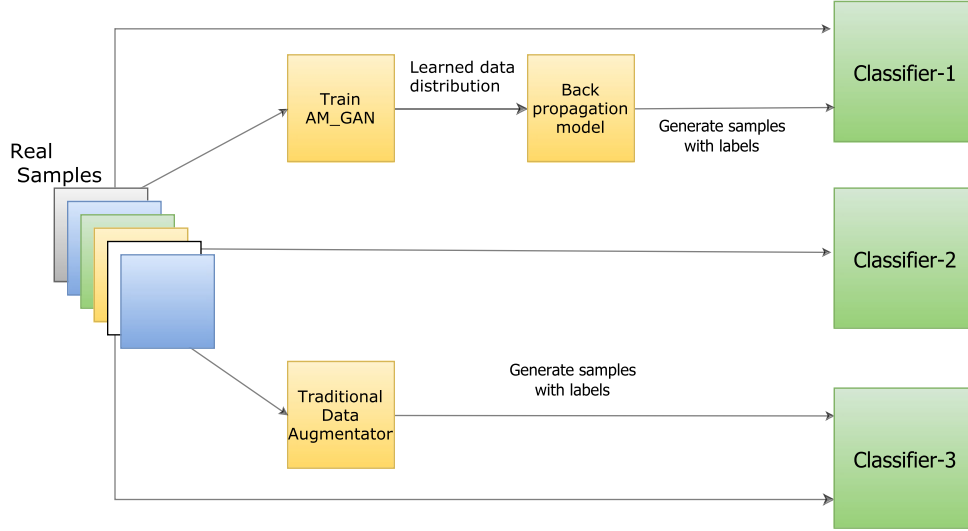 Real
Samples
Train
AM_GAN
Learned data
distribution
Back
propagation
model
Generate samples
with labels
Classifier-1
Classifier-2
Traditional
Data
Augmentator
Generate samples
with labels
Classifier-3